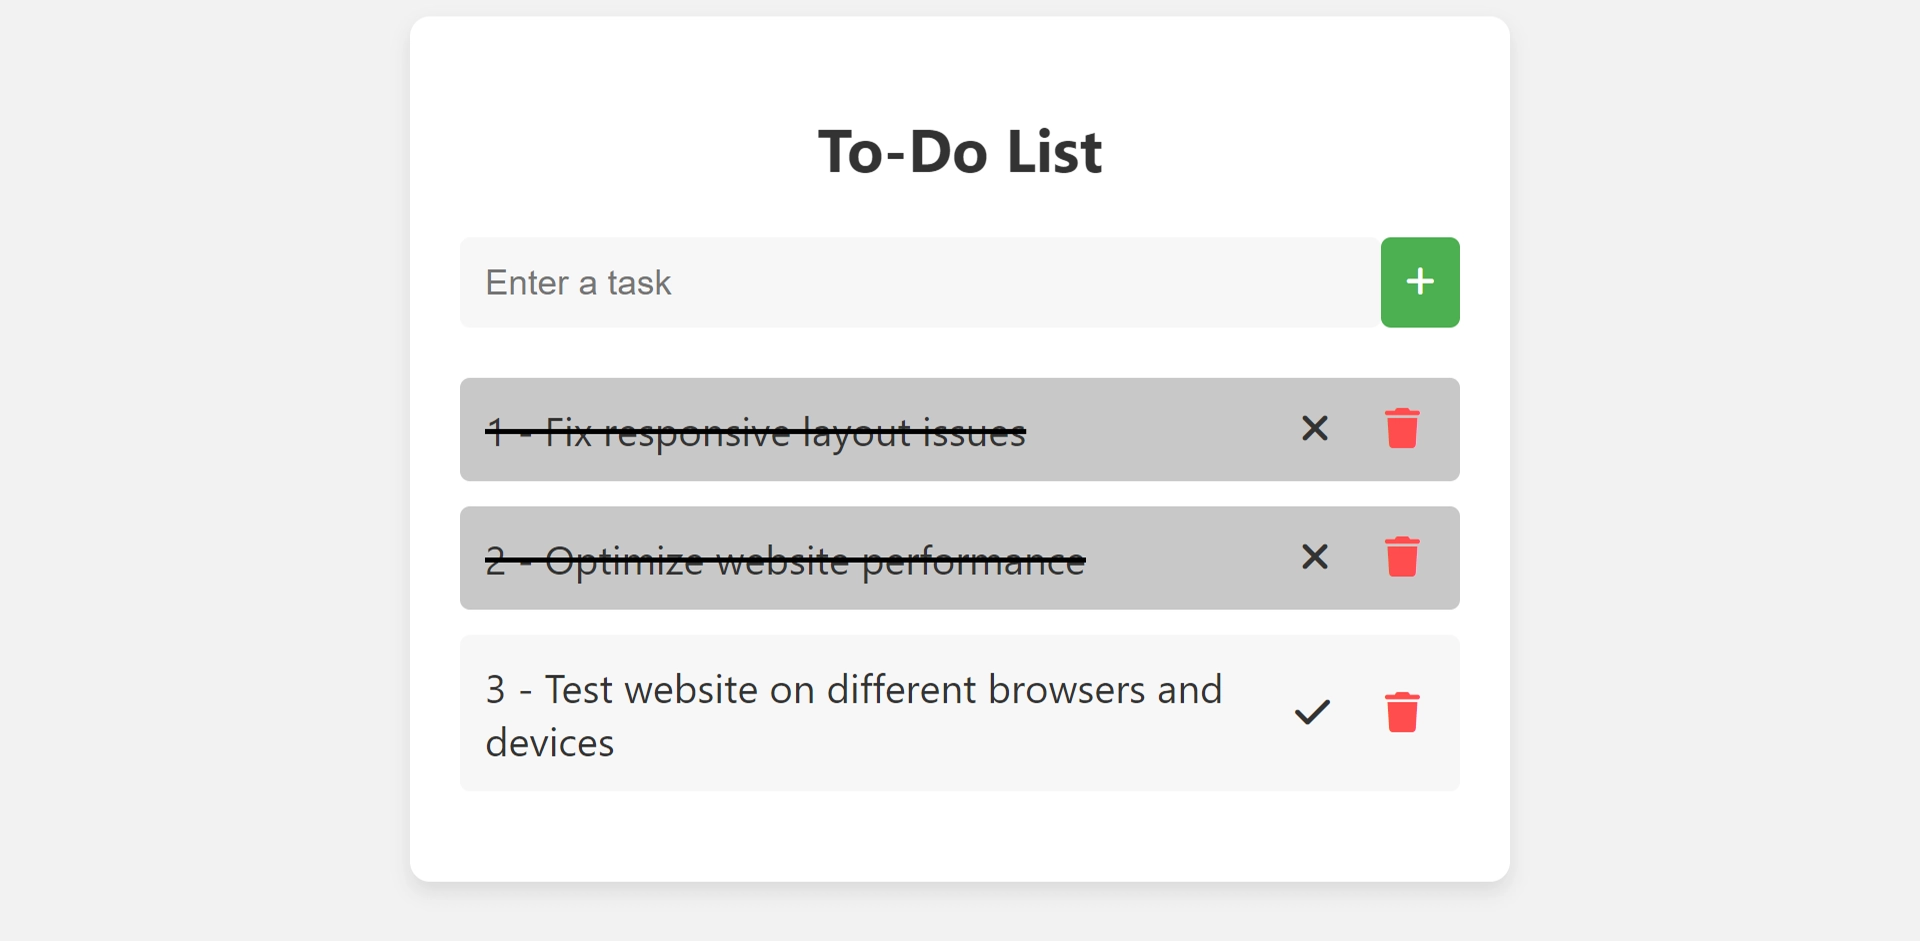 To-Do List
Enter a task
1 - Fix responsive layout issues
2 - Optimize website performance
3 - Test website on different browsers and
devices